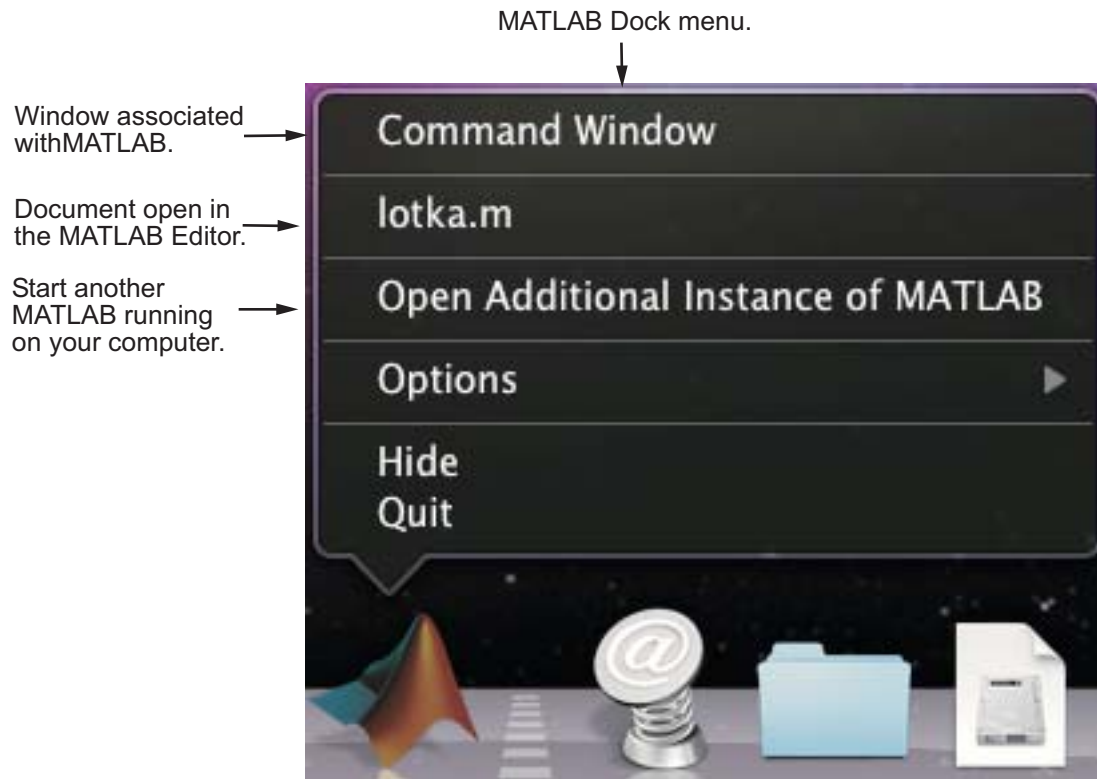 MATLAB Dock menu.
Window associated
withMATLAB.
Command Window
Document open in
the MATLAB Editor.
lotka.m
Start another
MATLAB running
on your computer.
Open Additional Instance of MATLAB
Options
Hide
Quit
@